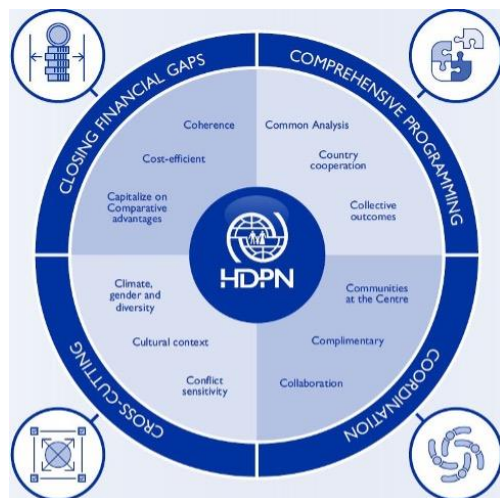 CLOSING FINANCIAL GAPS
COMPREHENSIVE PROGRAMMING
Coherence
Cost-efficient
Capitalize on
Comparative
advantages
Common Analysis
Country
cooperation
Collective
outcomes
HDPN
Climate,
gender and
diversity
Cultural context
Conflict
sensitivity
Communities
at the Centre
Complimentary
Collaboration
CROSS-CUTTING
COORDINATION